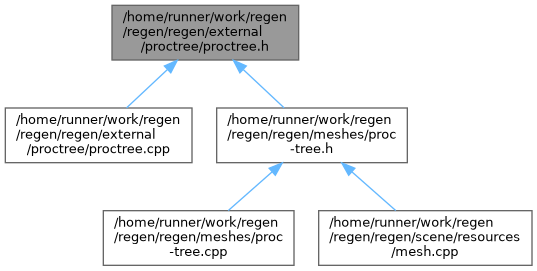 /home/runner/work/regen
/regen/regen/external
/proctree/proctree.h
/home/runner/work/regen
/regen/regen/external
/proctree/proctree.cpp
/home/runner/work/regen
/regen/regen/meshes/proc
-tree.h
/home/runner/work/regen
/regen/regen/meshes/proc
-tree.cpp
/home/runner/work/regen
/regen/regen/scene/resources
/mesh.cpp